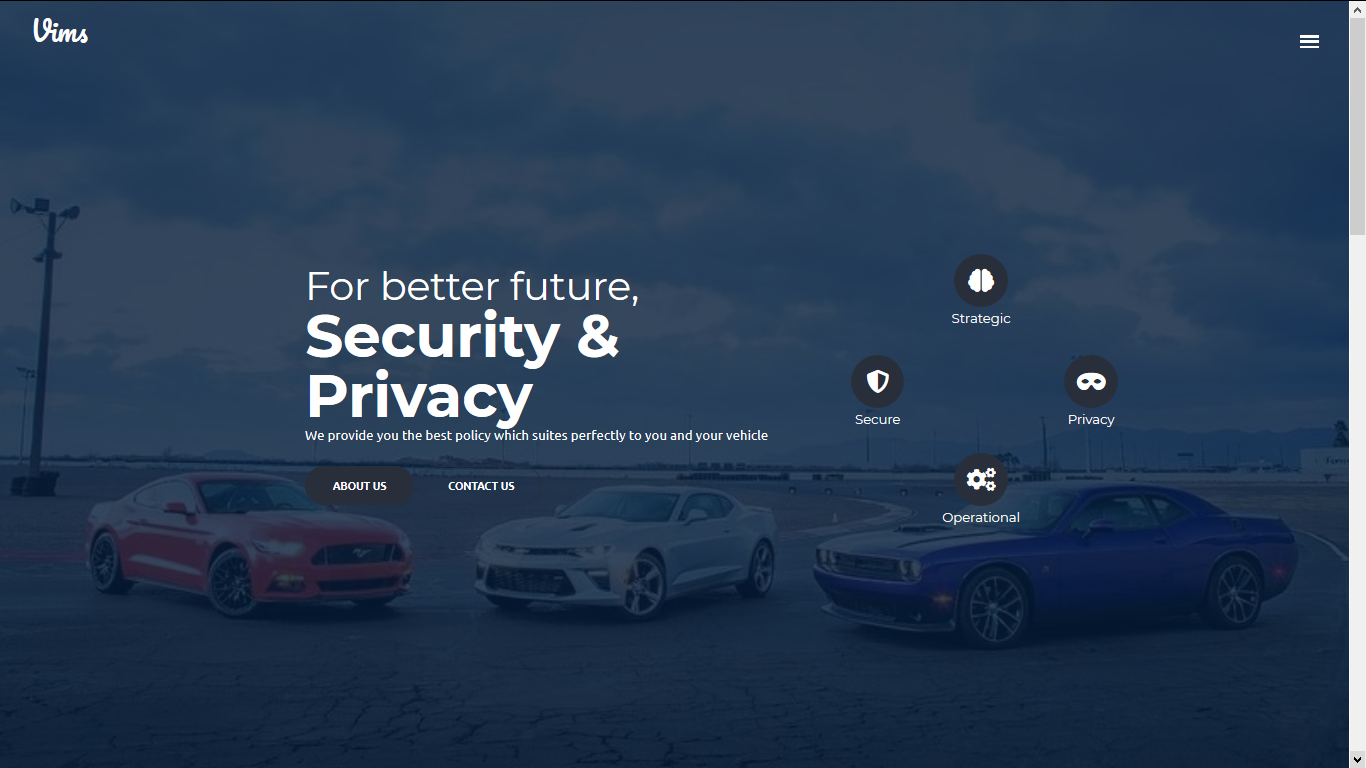 Vims
For better future,
Security &
Privacy
We provide you the best policy which suites perfectly to you and your vehicle
ABOUT US
CONTACT US
Strategic
Secure
Privacy
Operational